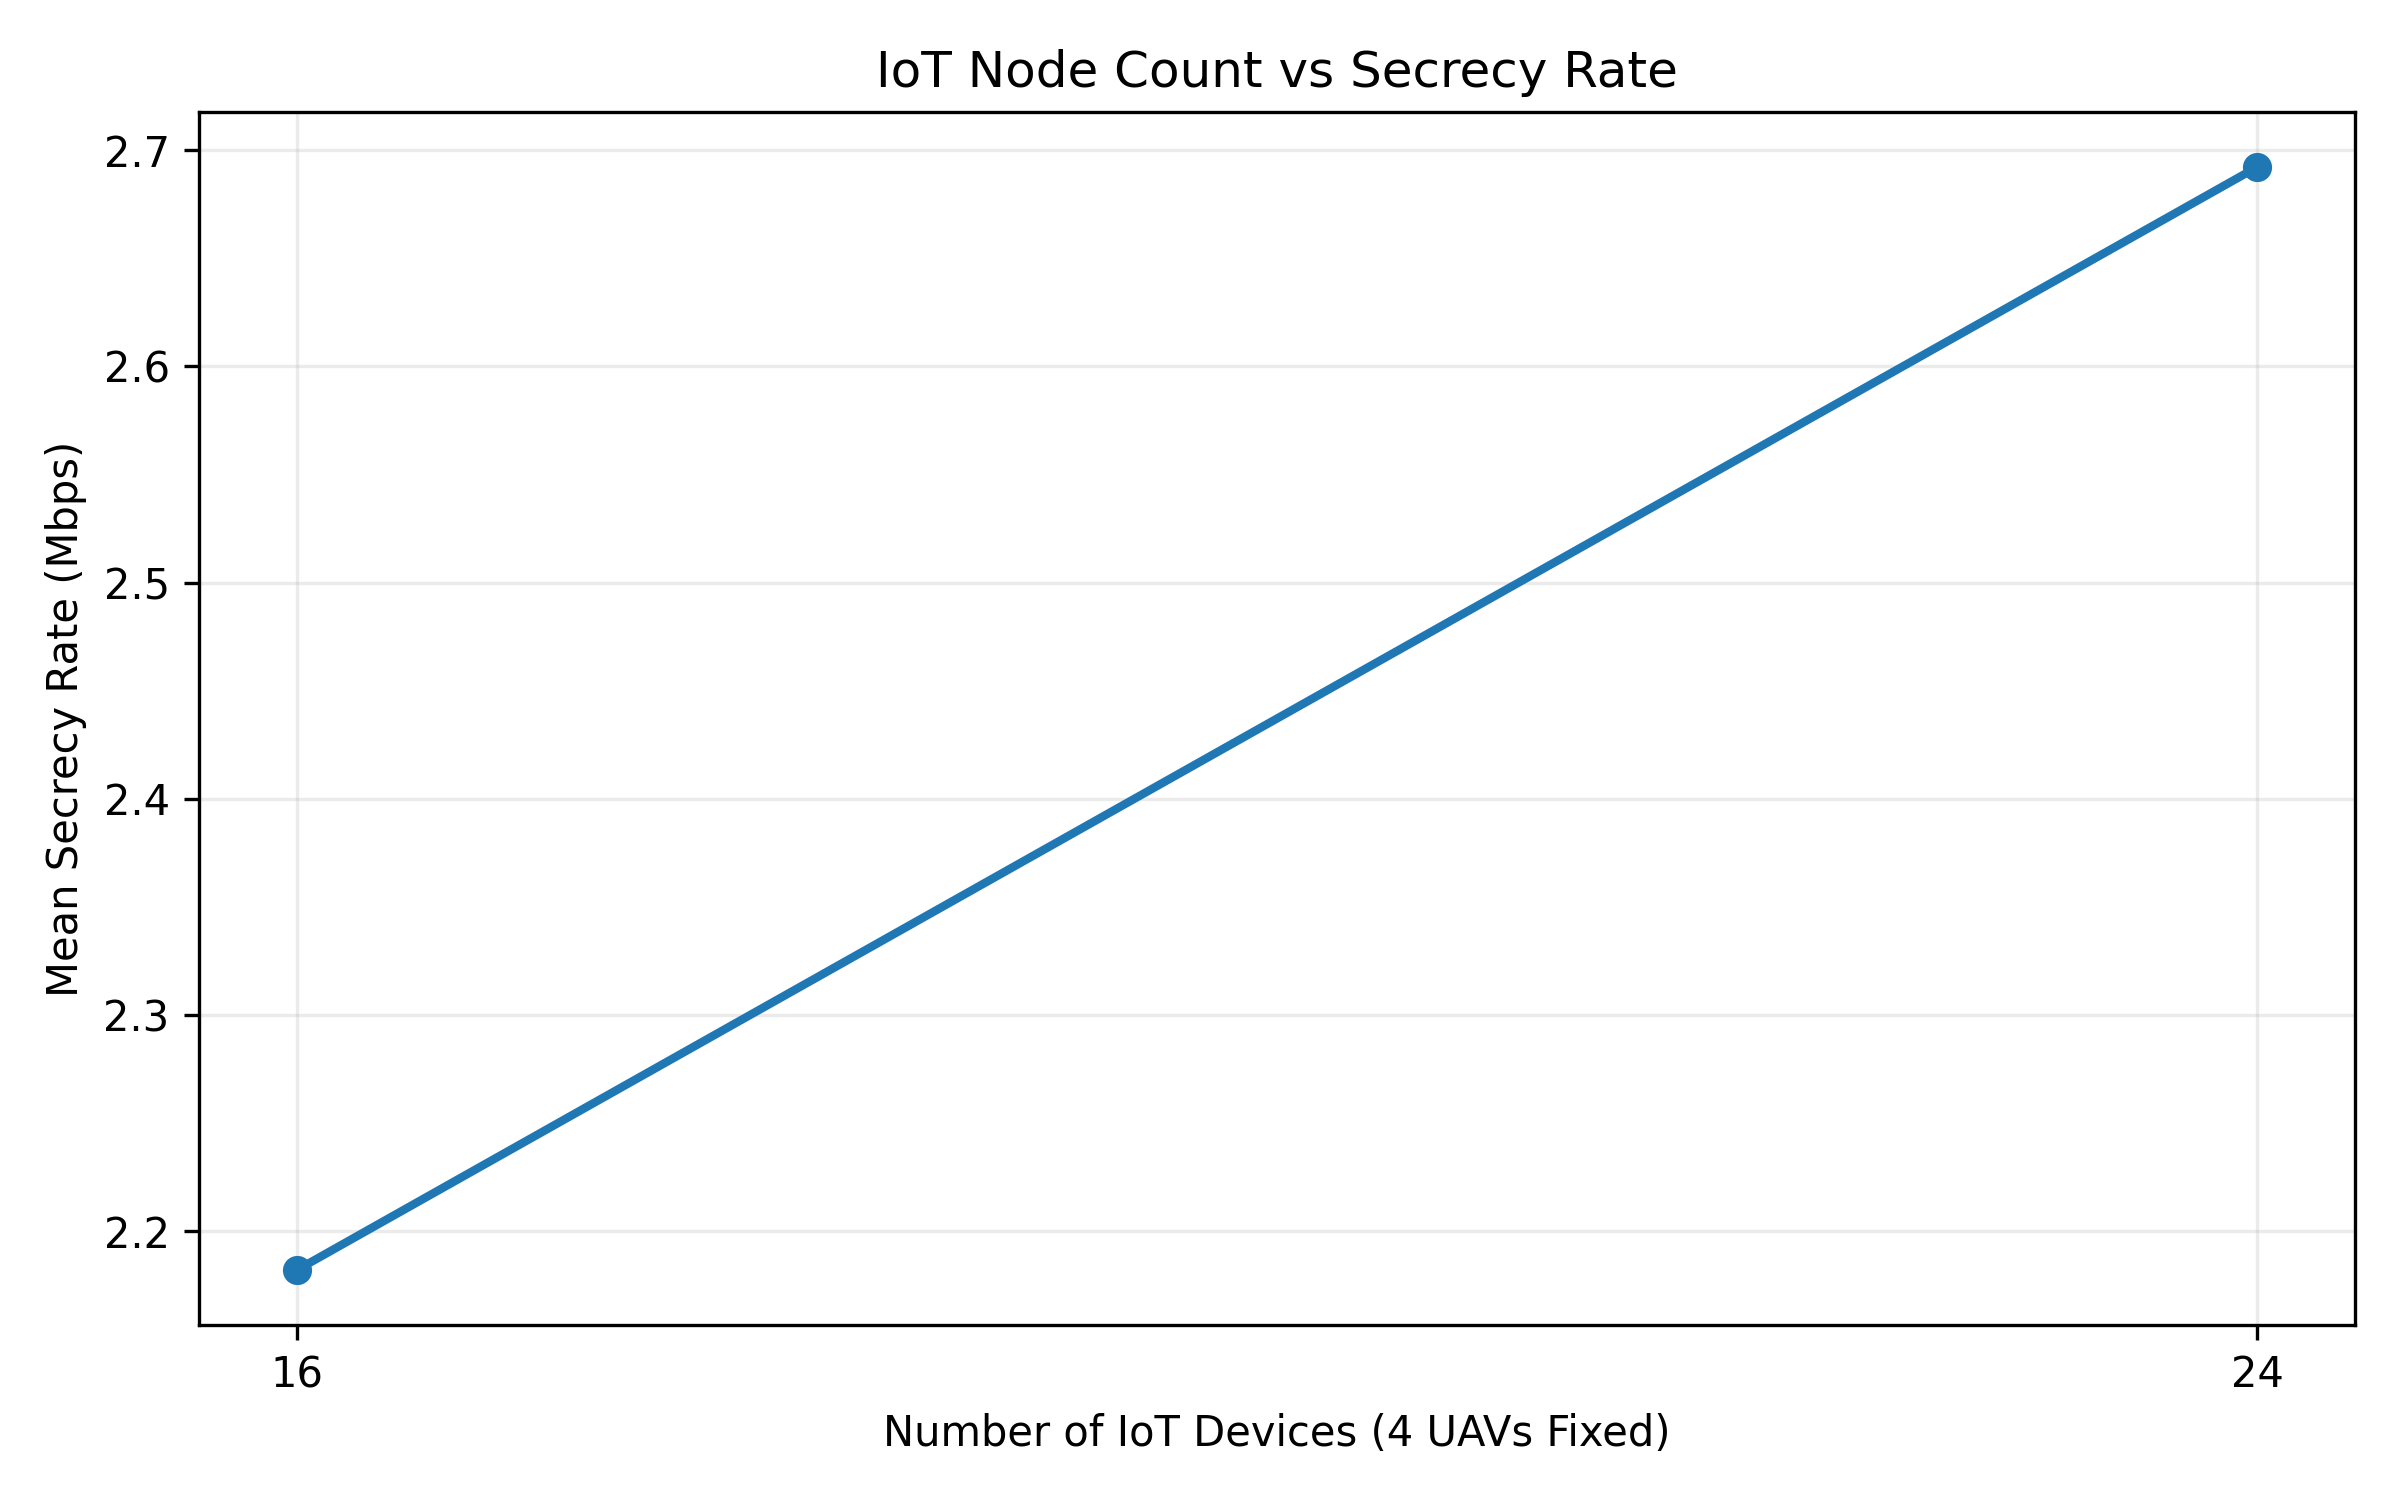 IoT Node Count vs Secrecy Rate
Mean Secrecy Rate (Mbps)
2.7
2.6
2.5
2.4
2.3
2.2
16
24
Number of IoT Devices (4 UAVs Fixed)